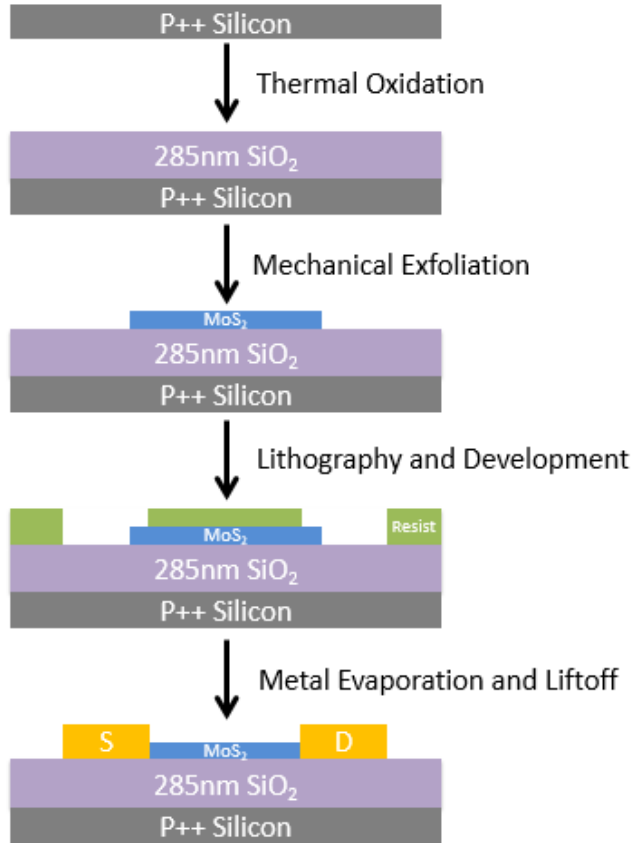 P++ Silicon
Thermal Oxidation
285nm SiO₂
P++ Silicon
Mechanical Exfoliation
MoS₂
285nm SiO₂
P++ Silicon
Lithography and Development
Resist
MoS₂
285nm SiO₂
P++ Silicon
Metal Evaporation and Liftoff
S D
MoS₂
285nm SiO₂
P++ Silicon